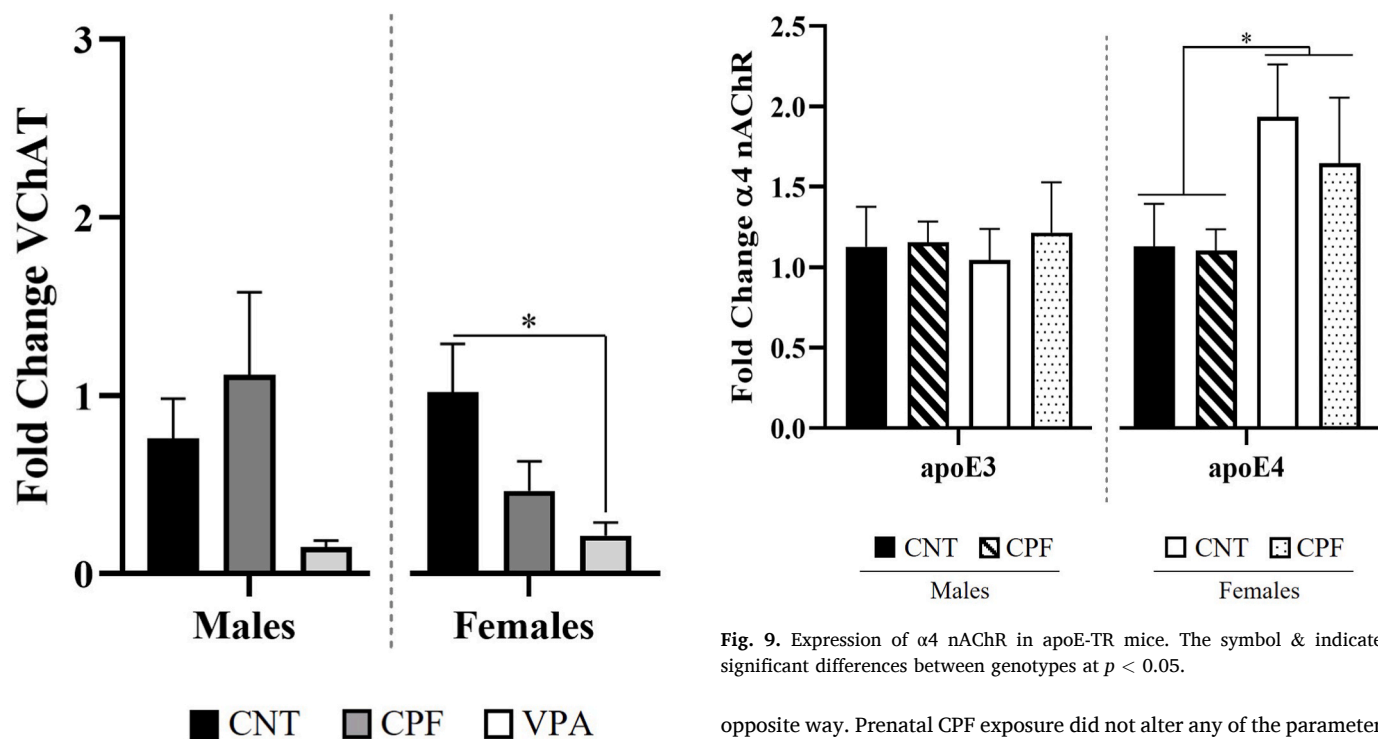 Fold Change VChAT
3
2
1
0
*
Males
Females
CNT CPF VPA
Fold Change α4 nAChR
2.5
2.0
1.5
1.0
0.5
0.0
*
apoE3
apoE4
CNT CPF
Males
CNT CPF
Females
Fig. 9. Expression of α4 nAChR in apoE-TR mice. The symbol & indicate
significant differences between genotypes at p < 0.05.
opposite way. Prenatal CPF exposure did not alter any of the parameter